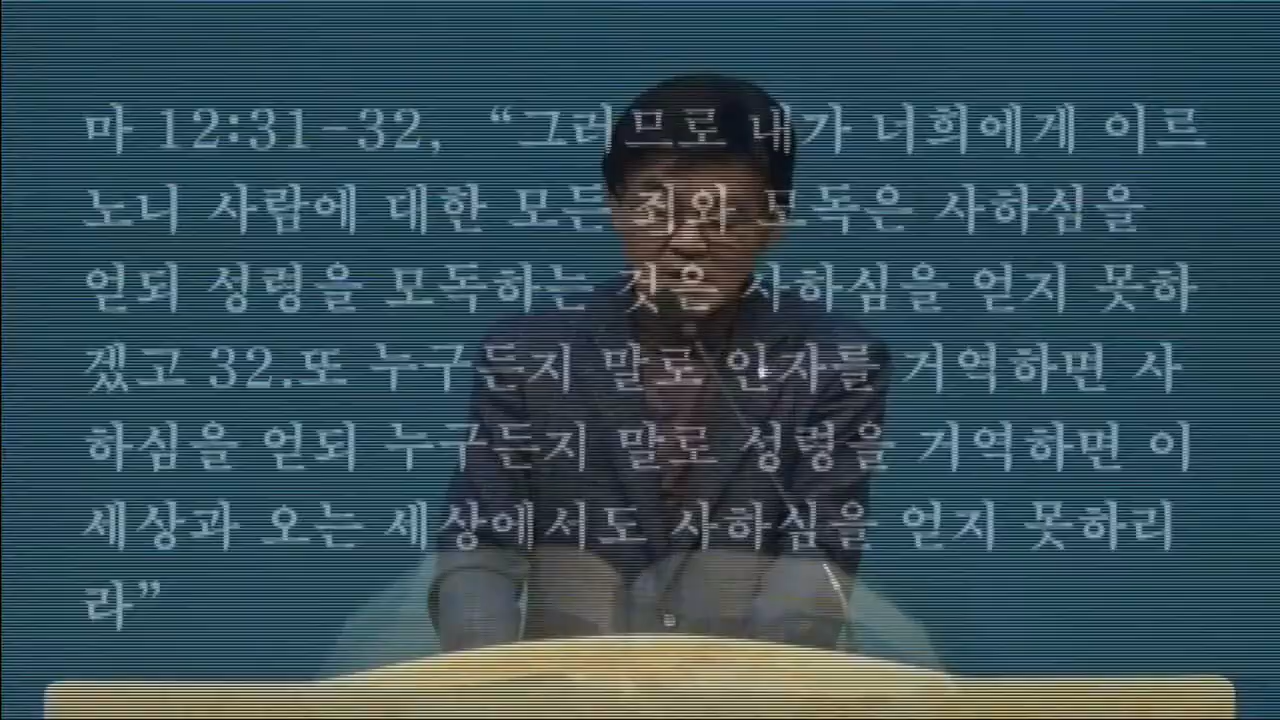 마 12:31-32, “그러므로 내가 너희에게 이르
노니 사람에 대한 모든 죄와 모독은 사하심을
얻되 성령을 모독하는 것은 사하심을 얻지 못하
겠고 32.또 누구든지 말로 인자를 거역하면 사
하심을 얻되 누구든지 말로 성령을 거역하면 이
세상과 오는 세상에서도 사하심을 얻지 못하리
라”